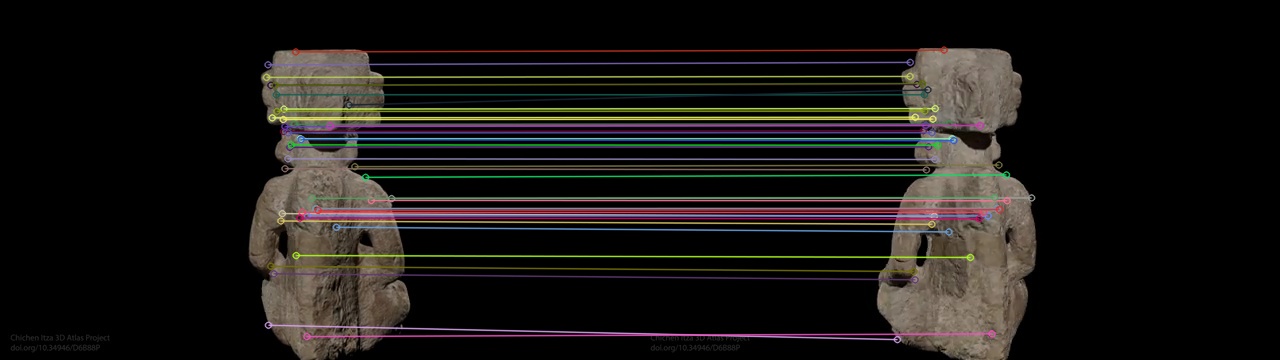 Chichen Itza 3D Atlas Project
doi.org/10.34946/D6B88P
Chichen Itza 3D Atlas Project
doi.org/10.34946/D6B88P